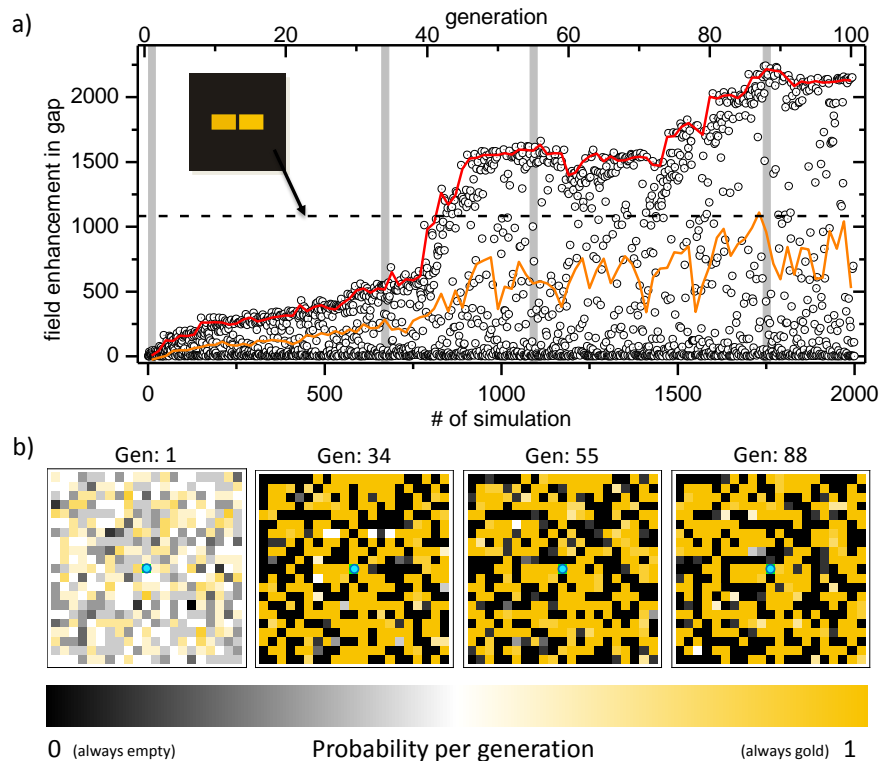 a)
generation
0 20 40 60 80 100
field enhancement in gap
2000
1500
1000
500
0
0 500 1000 1500 2000
# of simulation
b)
Gen: 1 Gen: 34 Gen: 55 Gen: 88
0 (always empty) Probability per generation (always gold) 1